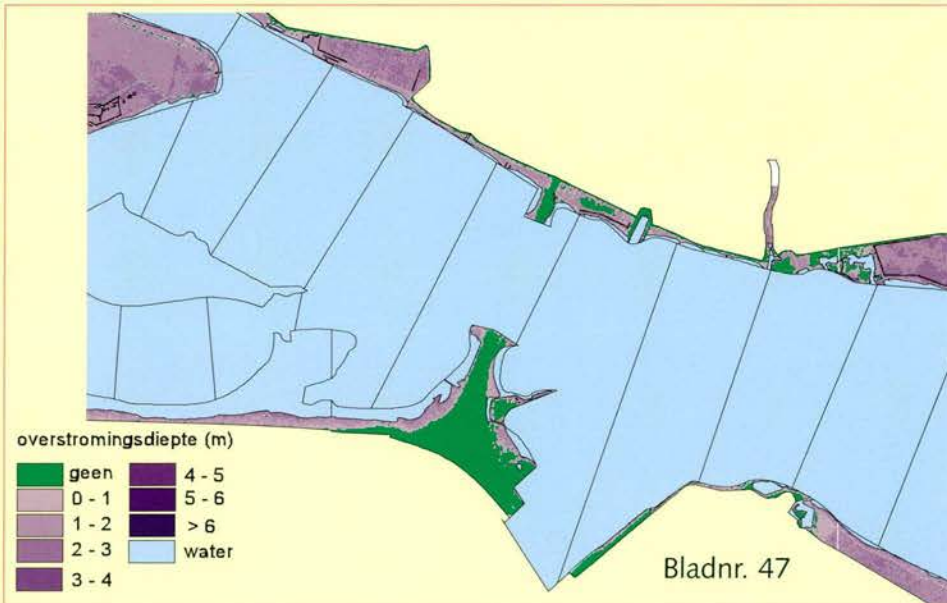 overstromingsdiepte (m)
geen
0 - 1
1 - 2
2 - 3
3 - 4
4 - 5
5 - 6
> 6
water
Bladnr. 47